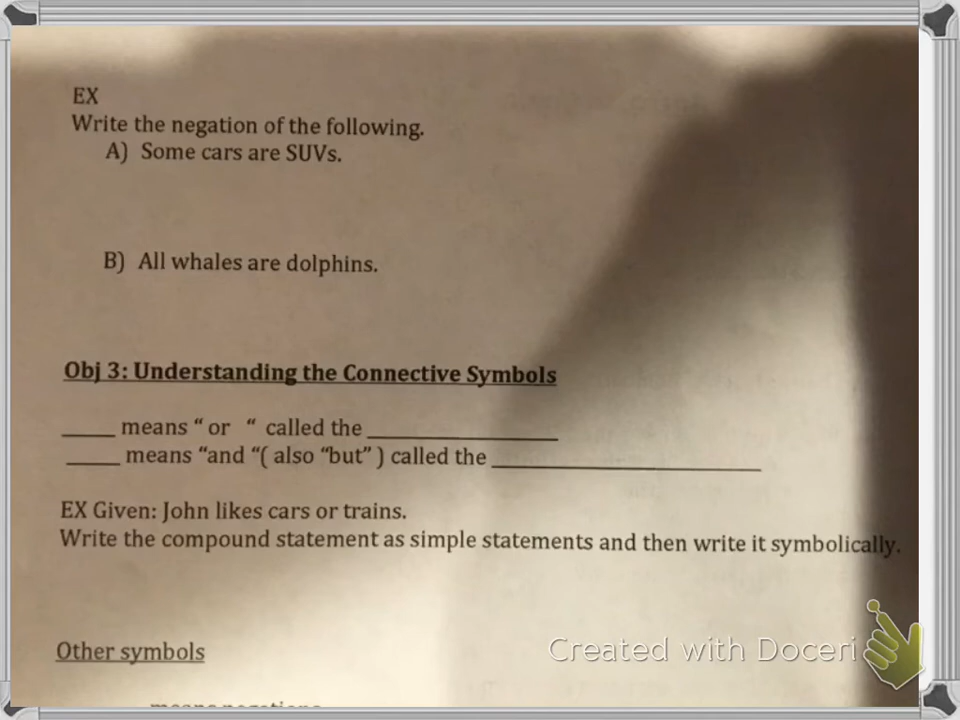 EX
Write the negation of the following.
A) Some cars are SUVs.
B) All whales are dolphins.
Obj 3: Understanding the Connective Symbols
_____ means “ or “ called the __________________
_____ means “and “( also “but” ) called the _________________________
EX Given: John likes cars or trains.
Write the compound statement as simple statements and then write it symbolically.
Other symbols
Created with Doceri